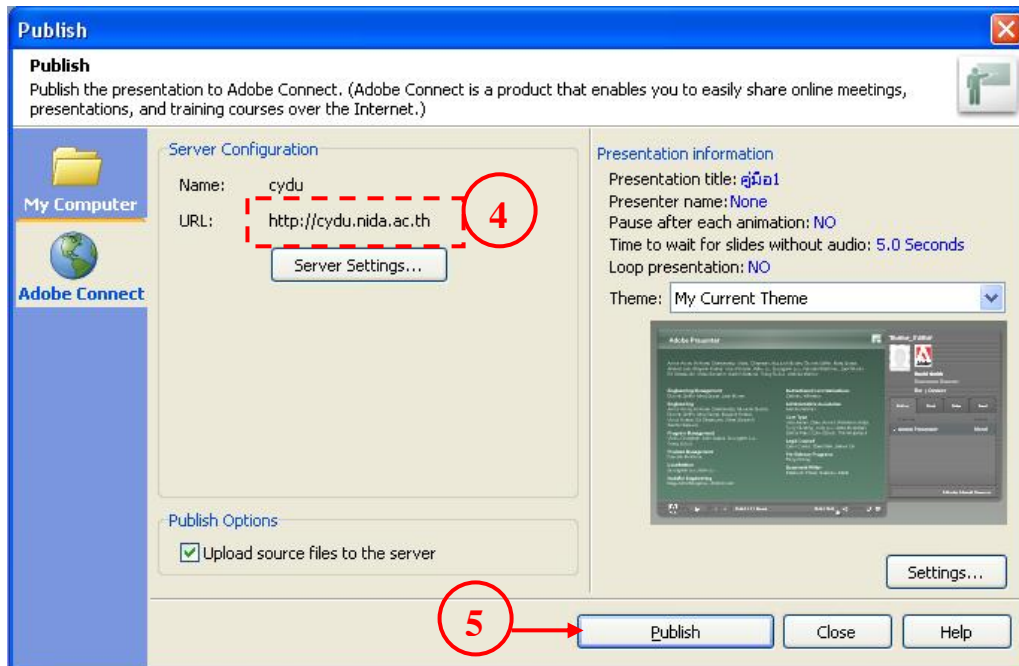 Publish
Publish
Publish the presentation to Adobe Connect. (Adobe Connect is a product that enables you to easily share online meetings,
presentations, and training courses over the Internet.)
My Computer
Adobe Connect
Server Configuration
Name: cydu
URL: http://cydu.nida.ac.th
4
Server Settings...
Publish Options
Upload source files to the server
Presentation information
Presentation title: คู่มือ1
Presenter name: None
Pause after each animation: NO
Time to wait for slides without audio: 5.0 Seconds
Loop presentation: NO
Theme: My Current Theme
Adobe Presenter
Settings...
5
Publish
Close
Help